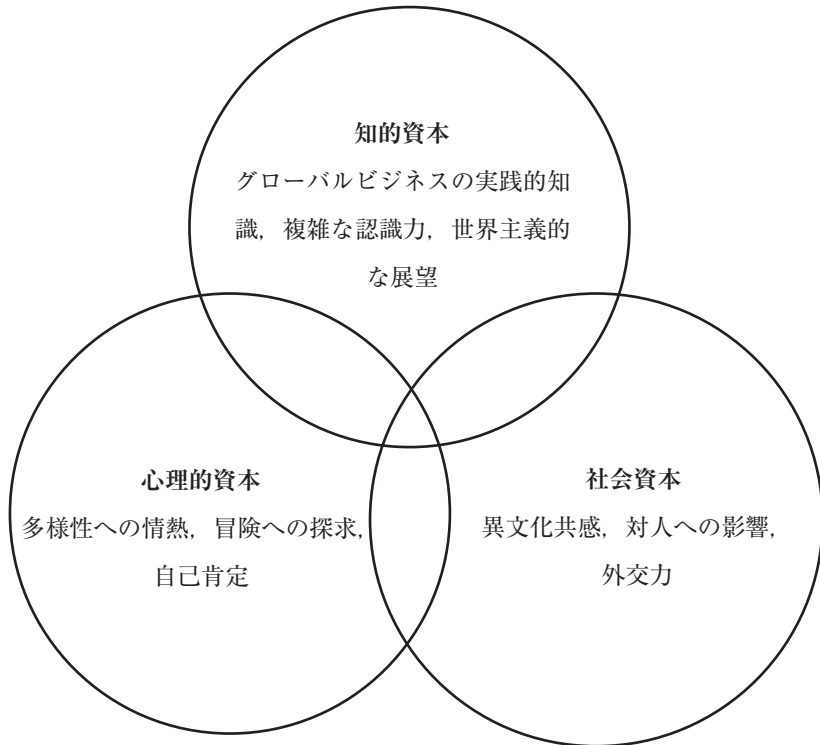 知的資本
グローバルビジネスの実践的知
識，複雑な認識力，世界主義的
な展望
心理的資本
多様性への情熱，冒険への探求，
自己肯定
社会資本
異文化共感，対人への影響，
外交力